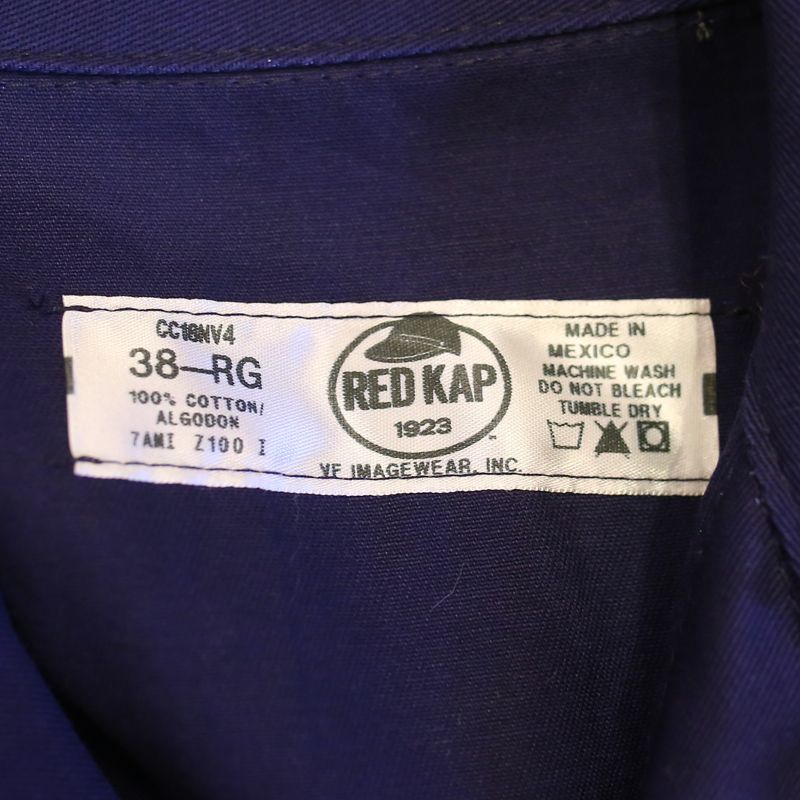 CC18NV4
38-RG
100% COTTON/
ALGODON
7AMI Z100 I
RED KAP
1923
VF IMAGEWEAR, INC.
MADE IN
MEXICO
MACHINE WASH
DO NOT BLEACH
TUMBLE DRY